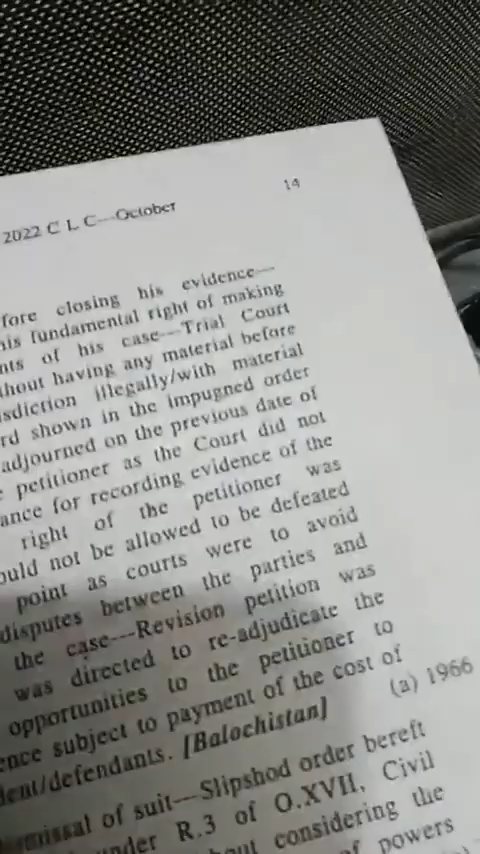 14
2022 C L C---October
fore closing his evidence---
his fundamental right of making
nts of his case---Trial Court
thout having any material before
isdiction illegally/with material
rd shown in the impugned order
adjourned on the previous date of
petitioner as the Court did not
ance for recording evidence of the
right of the petitioner was
ould not be allowed to be defeated
point as courts were to avoid
disputes between the parties and
the case---Revision petition was
was directed to re-adjudicate the
opportunities to the petitioner to
ence subject to payment of the cost of
dent/defendants. [Balochistan]
(a) 1966
smissal of suit---Slipshod order bereft
under R.3 of O.XVII, Civil
hout considering the
of powers